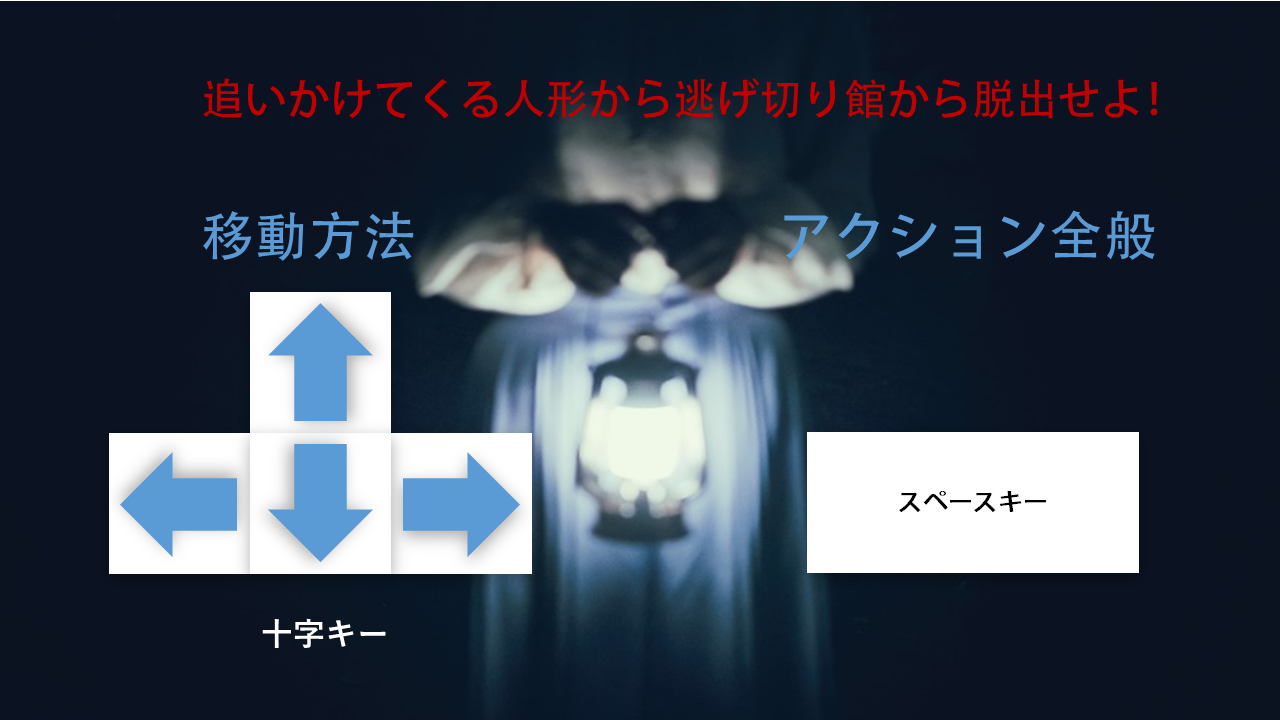 追いかけてくる人形から逃げ切り館から脱出せよ!
移動方法
アクション全般
スペースキー
十字キー